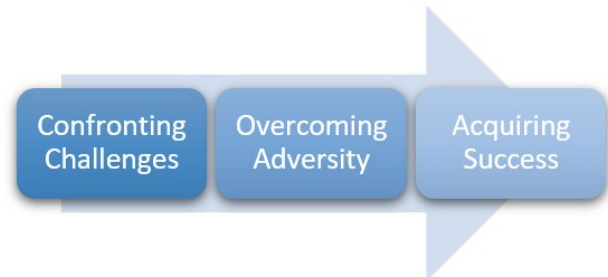 Confronting
Challenges
Overcoming
Adversity
Acquiring
Success